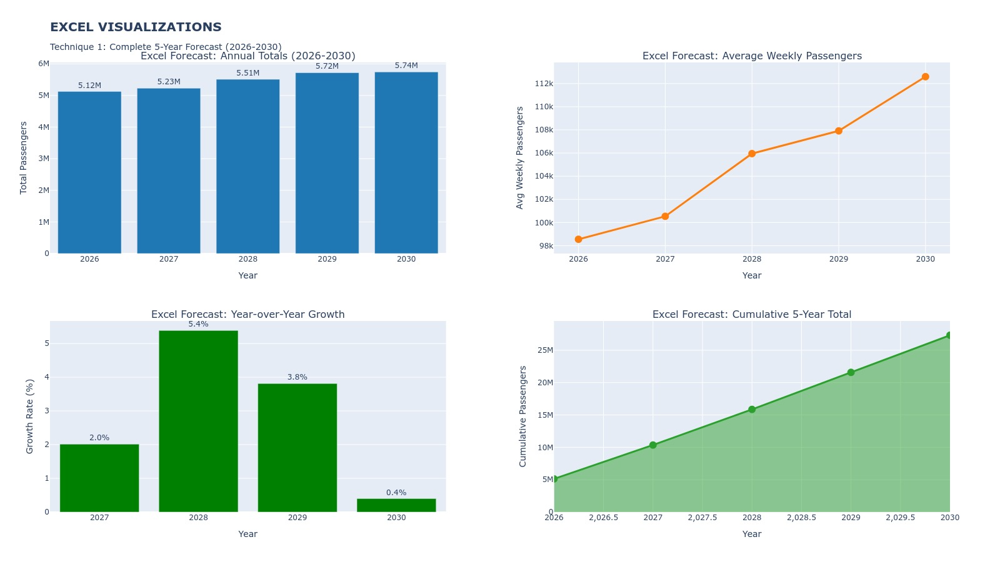 EXCEL VISUALIZATIONS
Technique 1: Complete 5-Year Forecast (2026-2030)
Excel Forecast: Annual Totals (2026-2030)
6M
5M
4M
3M
2M
1M
0
Total Passengers
5.12M
5.23M
5.51M
5.72M
5.74M
2026
2027
2028
2029
2030
Year
Excel Forecast: Average Weekly Passengers
112k
110k
108k
106k
104k
102k
100k
98k
Avg Weekly Passengers
2026
2027
2028
2029
2030
Year
Excel Forecast: Year-over-Year Growth
5
4
3
2
1
0
Growth Rate (%)
2.0%
5.4%
3.8%
0.4%
2027
2028
2029
2030
Year
Excel Forecast: Cumulative 5-Year Total
25M
20M
15M
10M
5M
0
Cumulative Passengers
2026
2,026.5
2027
2,027.5
2028
2,028.5
2029
2,029.5
2030
Year